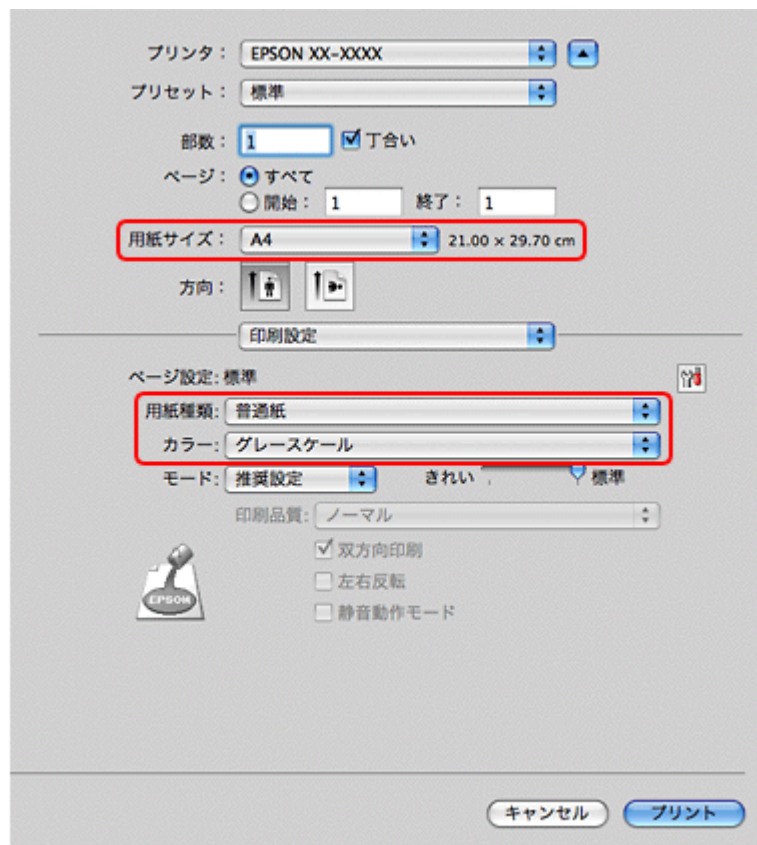 プリンタ： EPSON XX-XXXX
プリセット： 標準
部数： 1 丁合い
ページ： すべて
開始： 1 終了： 1
用紙サイズ： A4 21.00 × 29.70 cm
方向：
印刷設定
ページ設定: 標準
用紙種類: 普通紙
カラー: グレースケール
モード: 推奨設定 きれい 標準
印刷品質: ノーマル
双方向印刷
左右反転
EPSON
静音動作モード
キャンセル プリント